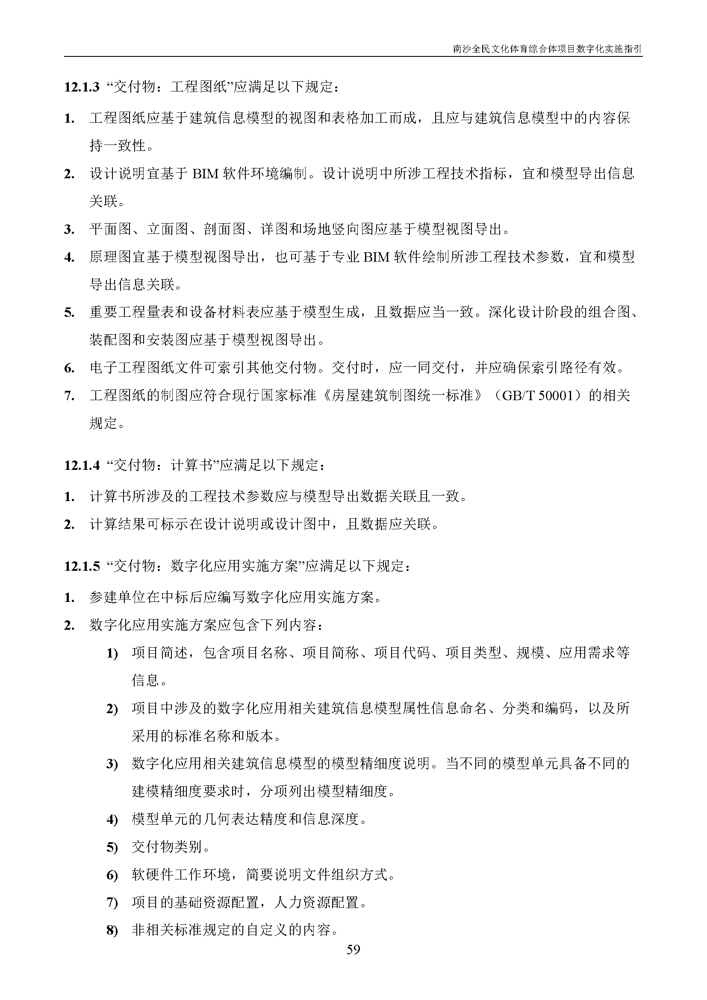 南沙全民文化体育综合体项目数字化实施指引
12.1.3 “交付物：工程图纸”应满足以下规定：
1. 工程图纸应基于建筑信息模型的视图和表格加工而成，且应与建筑信息模型中的内容保
持一致性。
2. 设计说明宜基于 BIM 软件环境编制。设计说明中所涉工程技术指标，宜和模型导出信息
关联。
3. 平面图、立面图、剖面图、详图和场地竖向图应基于模型视图导出。
4. 原理图宜基于模型视图导出，也可基于专业 BIM 软件绘制所涉工程技术参数，宜和模型
导出信息关联。
5. 重要工程量表和设备材料表应基于模型生成，且数据应当一致。深化设计阶段的组合图、
装配图和安装图应基于模型视图导出。
6. 电子工程图纸文件可索引其他交付物。交付时，应一同交付，并应确保索引路径有效。
7. 工程图纸的制图应符合现行国家标准《房屋建筑制图统一标准》（GB/T 50001）的相关
规定。
12.1.4 “交付物：计算书”应满足以下规定：
1. 计算书所涉及的工程技术参数应与模型导出数据关联且一致。
2. 计算结果可标示在设计说明或设计图中，且数据应关联。
12.1.5 “交付物：数字化应用实施方案”应满足以下规定：
1. 参建单位在中标后应编写数字化应用实施方案。
2. 数字化应用实施方案应包含下列内容：
1) 项目简述，包含项目名称、项目简称、项目代码、项目类型、规模、应用需求等
信息。
2) 项目中涉及的数字化应用相关建筑信息模型属性信息命名、分类和编码，以及所
采用的标准名称和版本。
3) 数字化应用相关建筑信息模型的模型精细度说明。当不同的模型单元具备不同的
建模精细度要求时，分项列出模型精细度。
4) 模型单元的几何表达精度和信息深度。
5) 交付物类别。
6) 软硬件工作环境，简要说明文件组织方式。
7) 项目的基础资源配置，人力资源配置。
8) 非相关标准规定的自定义的内容。
59